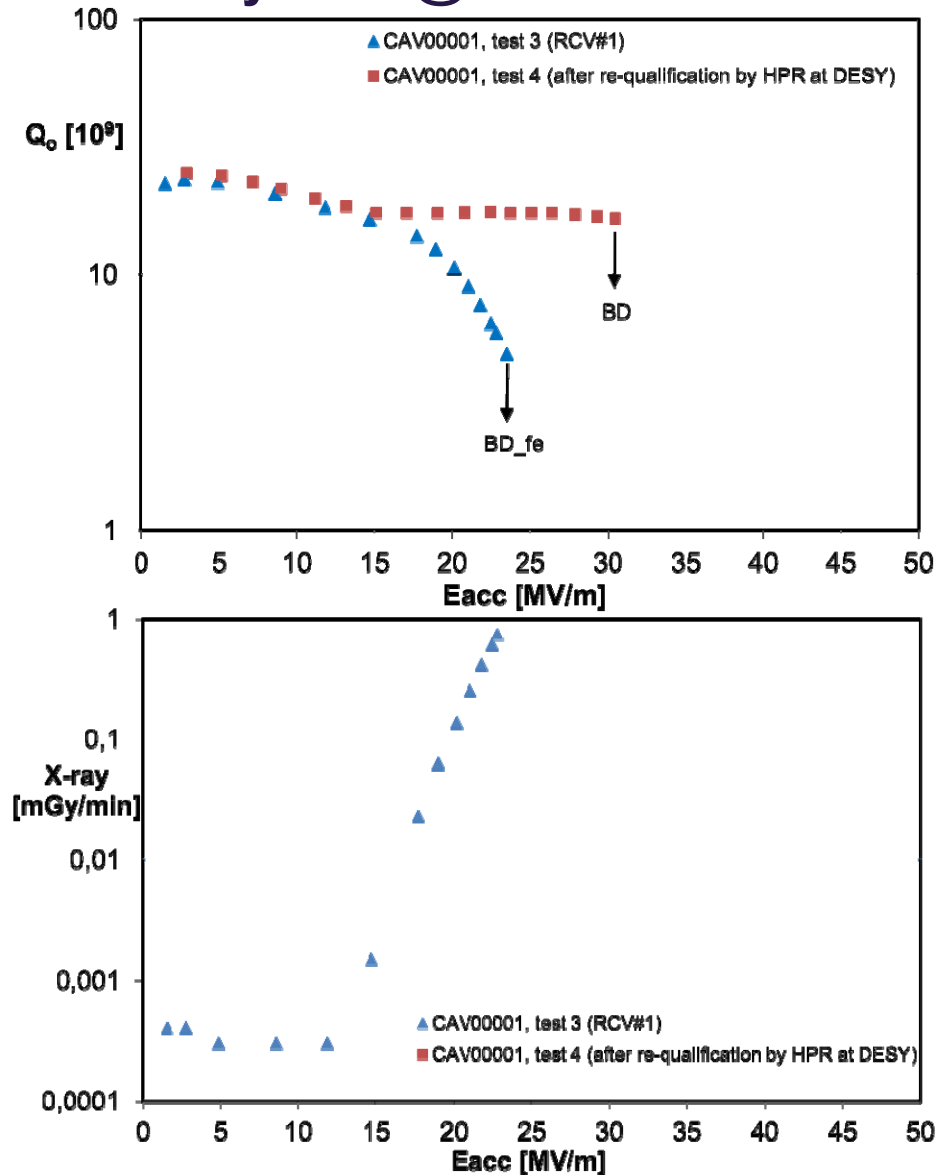 100
CAV00001, test 3 (RCV#1)
CAV00001, test 4 (after re-qualification by HPR at DESY)
Qₒ [10⁹]
10
BD
BD_fe
1
0 5 10 15 20 25 30 35 40 45 50
Eacc [MV/m]
1
0,1
X-ray
[mGy/min]
0,01
0,001
CAV00001, test 3 (RCV#1)
CAV00001, test 4 (after re-qualification by HPR at DESY)
0,0001
0 5 10 15 20 25 30 35 40 45 50
Eacc [MV/m]